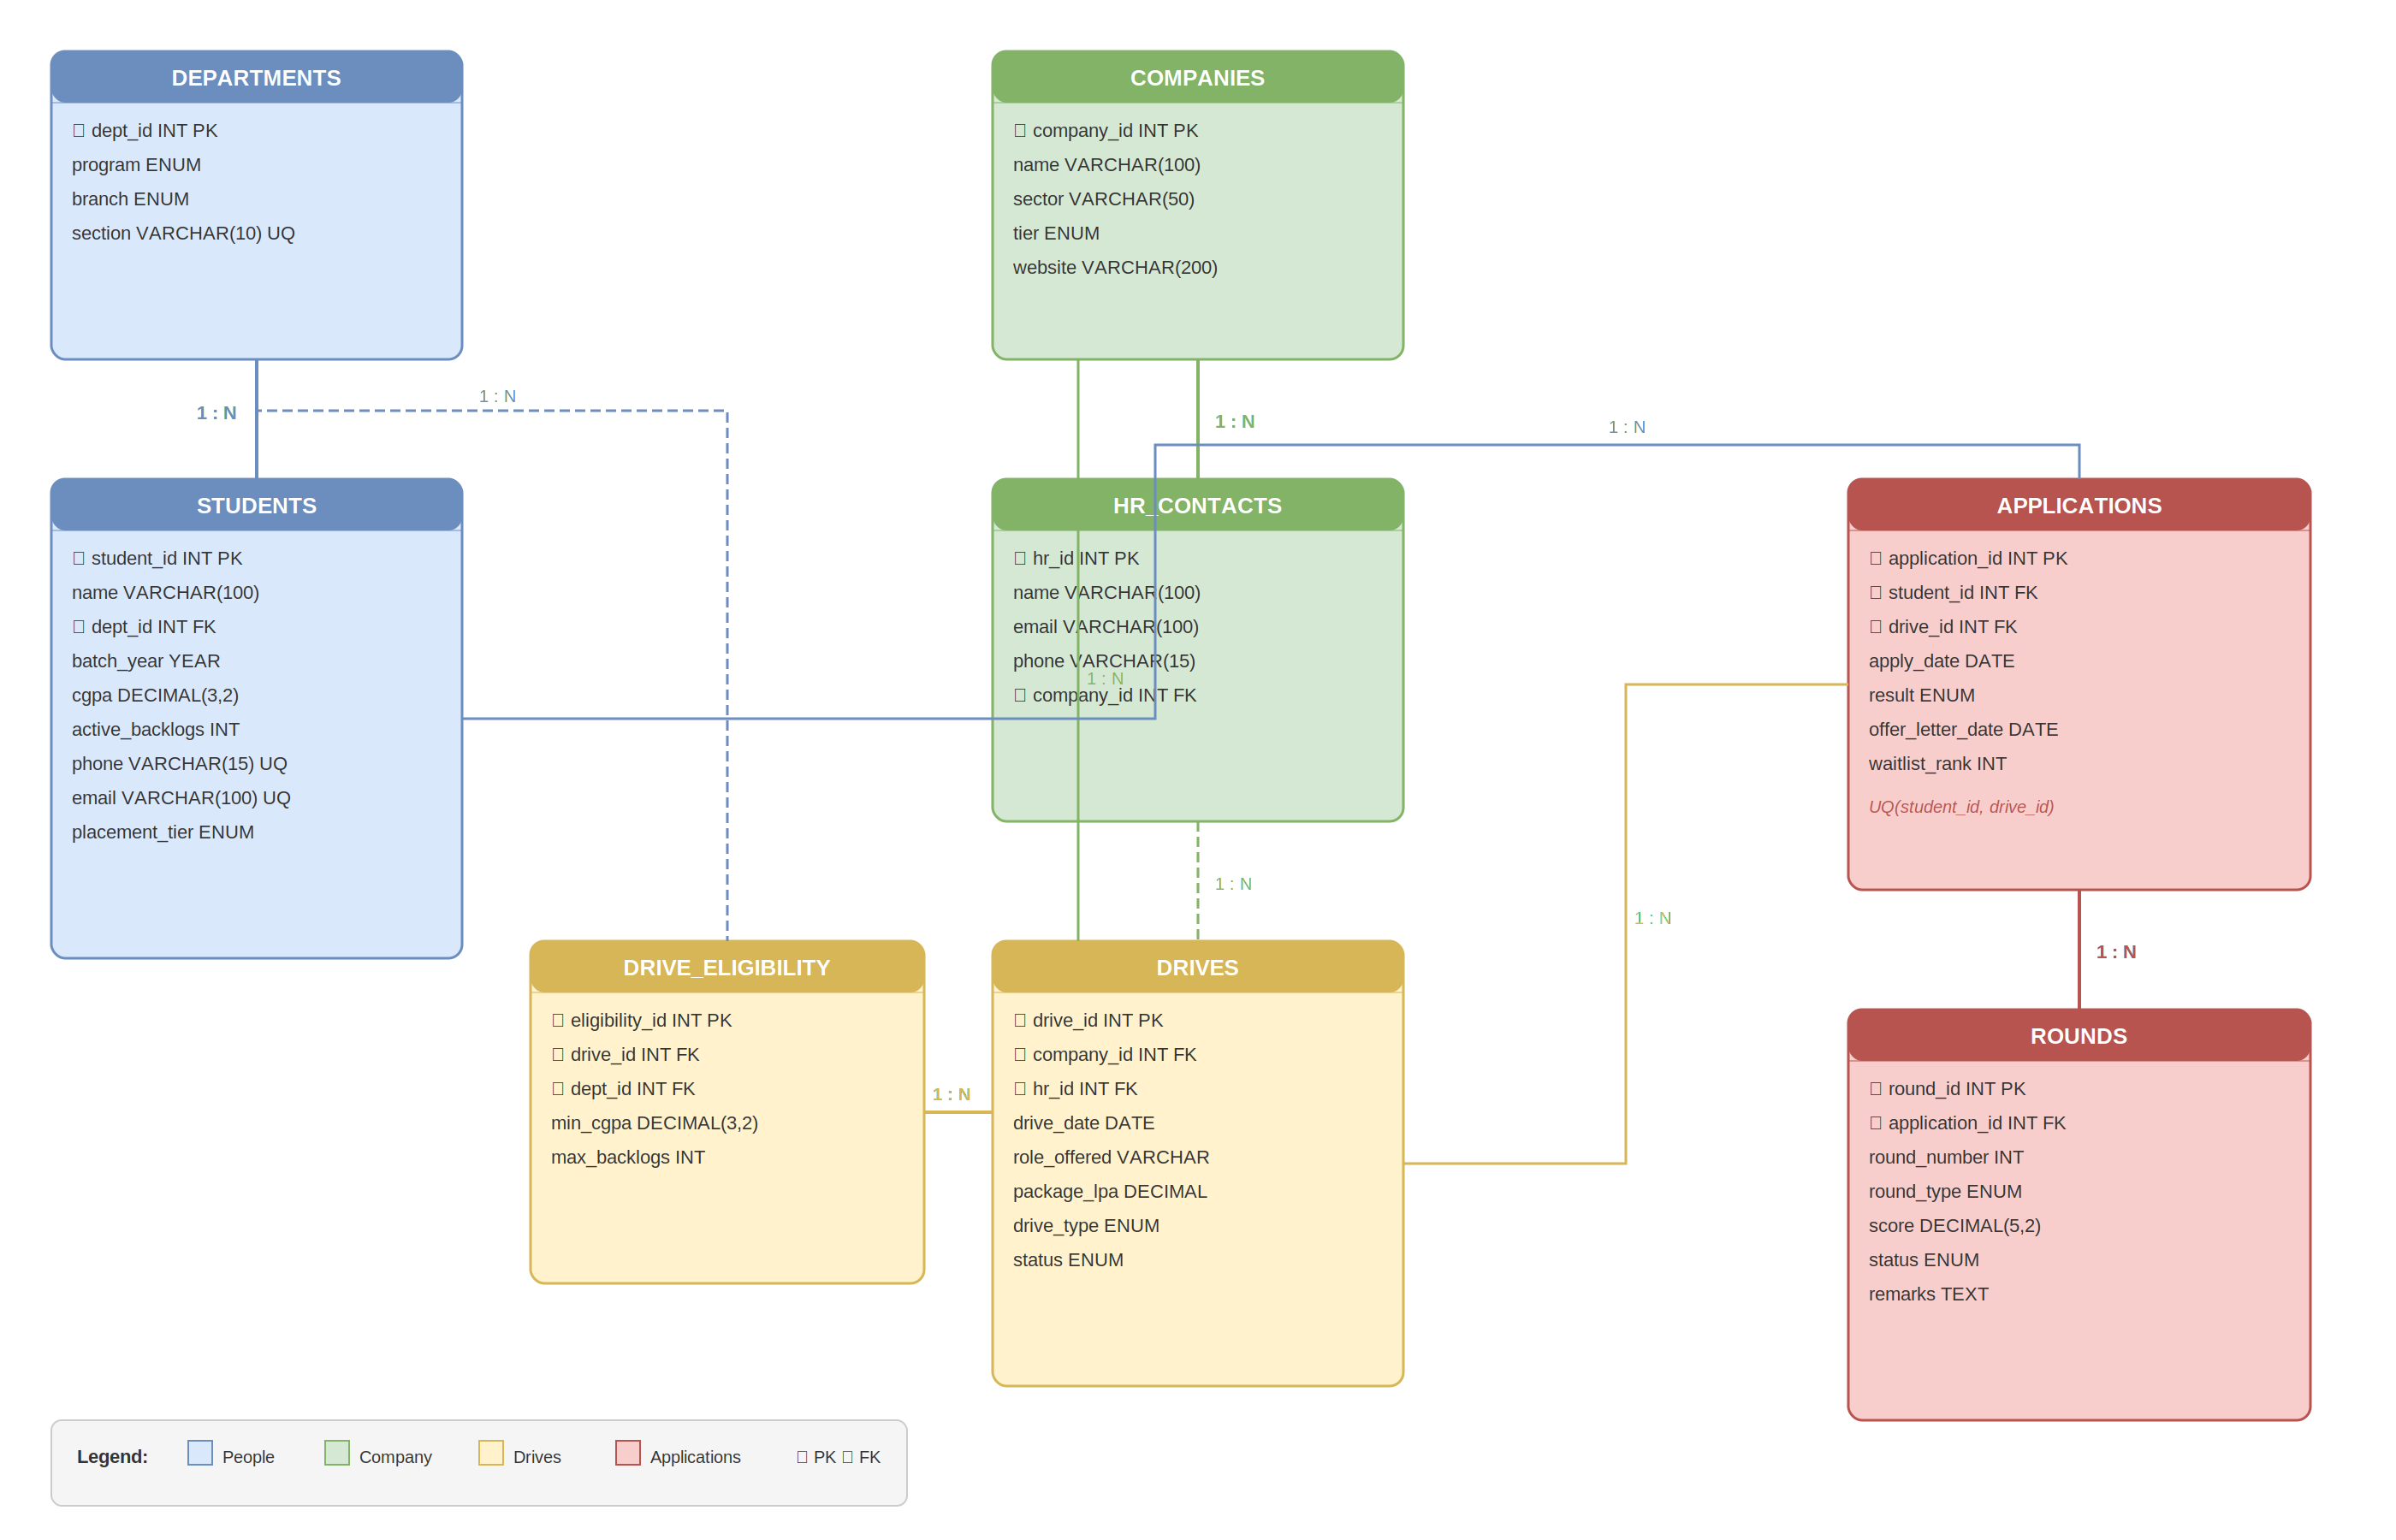 DEPARTMENTS
dept_id INT PK
program ENUM
branch ENUM
section VARCHAR(10) UQ
COMPANIES
company_id INT PK
name VARCHAR(100)
sector VARCHAR(50)
tier ENUM
website VARCHAR(200)
1 : N
1 : N
1 : N
1 : N
STUDENTS
student_id INT PK
name VARCHAR(100)
dept_id INT FK
batch_year YEAR
cgpa DECIMAL(3,2)
active_backlogs INT
phone VARCHAR(15) UQ
email VARCHAR(100) UQ
placement_tier ENUM
HR_CONTACTS
hr_id INT PK
name VARCHAR(100)
email VARCHAR(100)
phone VARCHAR(15)
1 : N
company_id INT FK
APPLICATIONS
application_id INT PK
student_id INT FK
drive_id INT FK
apply_date DATE
result ENUM
offer_letter_date DATE
waitlist_rank INT
UQ(student_id, drive_id)
1 : N
1 : N
1 : N
DRIVE_ELIGIBILITY
eligibility_id INT PK
drive_id INT FK
dept_id INT FK
min_cgpa DECIMAL(3,2)
max_backlogs INT
1 : N
DRIVES
drive_id INT PK
company_id INT FK
hr_id INT FK
drive_date DATE
role_offered VARCHAR
package_lpa DECIMAL
drive_type ENUM
status ENUM
ROUNDS
round_id INT PK
application_id INT FK
round_number INT
round_type ENUM
score DECIMAL(5,2)
status ENUM
remarks TEXT
Legend: People Company Drives Applications PK FK